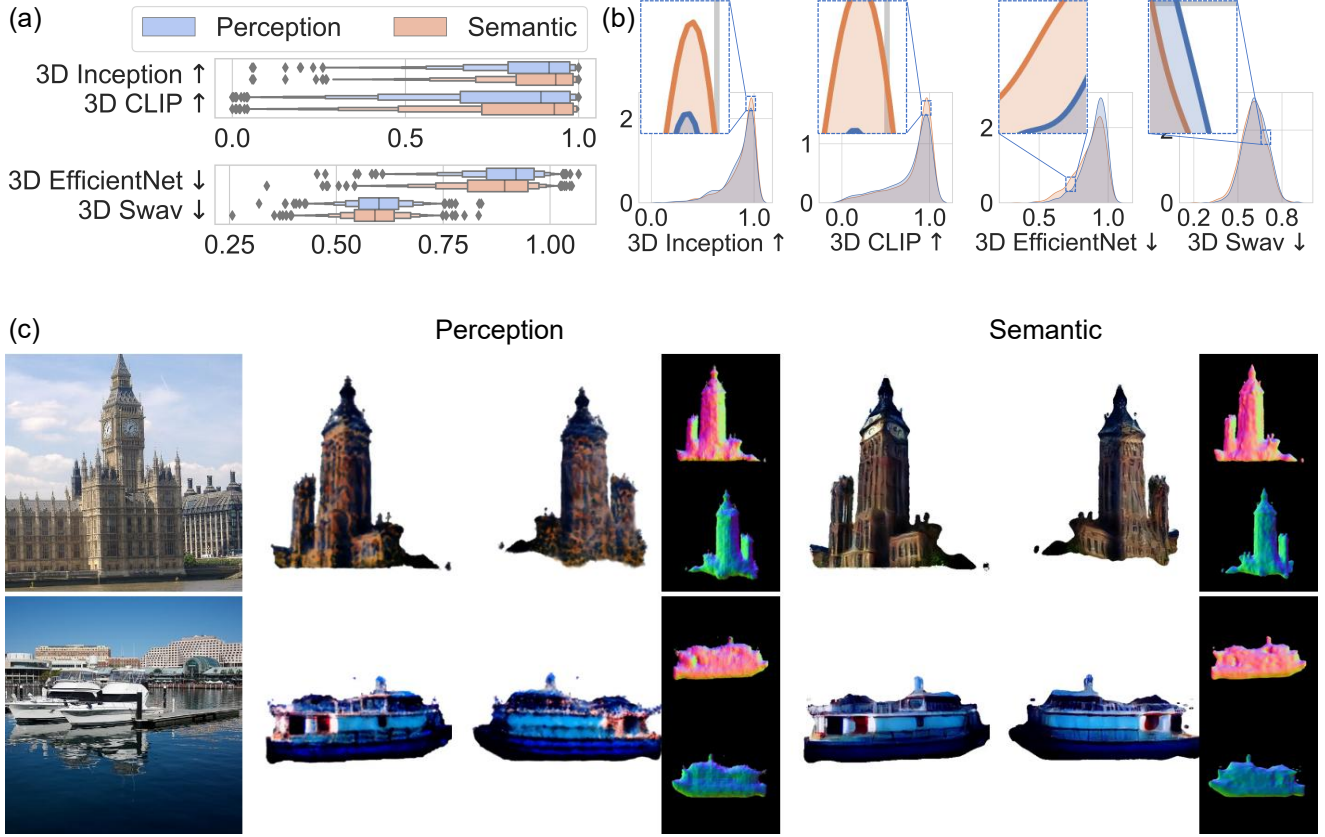 (a)
Perception Semantic
3D Inception ↑
3D CLIP ↑
0.0 0.5 1.0
3D EfficientNet ↓
3D Swav ↓
0.25 0.50 0.75 1.00
(b)
2 1 2 2
0 0 0 0
0.0 1.0 0.0 1.0 0.5 1.0 0.2 0.5 0.8
3D Inception ↑ 3D CLIP ↑ 3D EfficientNet ↓ 3D Swav ↓
(c)
Perception Semantic